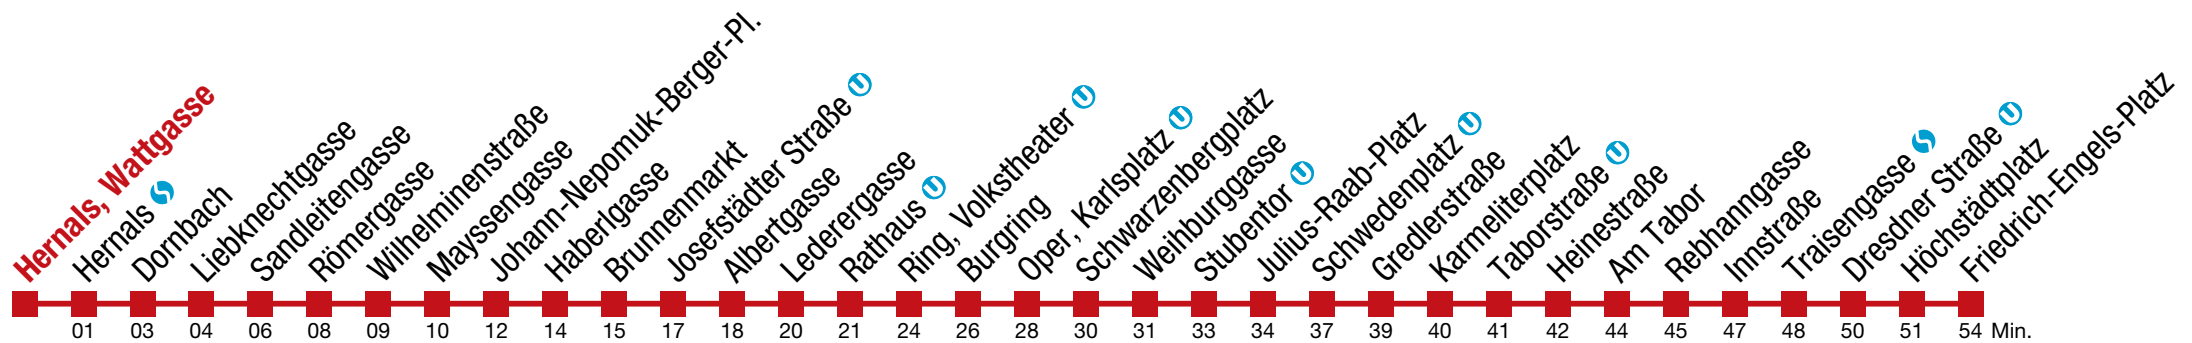 Hernals, Wattgasse
Hernals
Dornbach
Liebknechtgasse
Sandleitengasse
Römergasse
Wilhelminenstraße
Mayssengasse
Johann-Nepomuk-Berger-Pl.
Haberlgasse
Brunnenmarkt
Josefstädter Straße
Albertgasse
Lederergasse
Rathaus
Ring, Volkstheater
Burgring
Oper, Karlsplatz
Schwarzenbergplatz
Weihburggasse
Stubentor
Julius-Raab-Platz
Schwedenplatz
Gredlerstraße
Karmeliterplatz
Taborstraße
Heinestraße
Am Tabor
Rebhanngasse
Innstraße
Traisengasse
Dresdner Straße
Höchstädtplatz
Friedrich-Engels-Platz
01 03 04 06 08 09 10 12 14 15 17 18 20 21 24 26 28 30 31 33 34 37 39 40 41 42 44 45 47 48 50 51 54 Min.